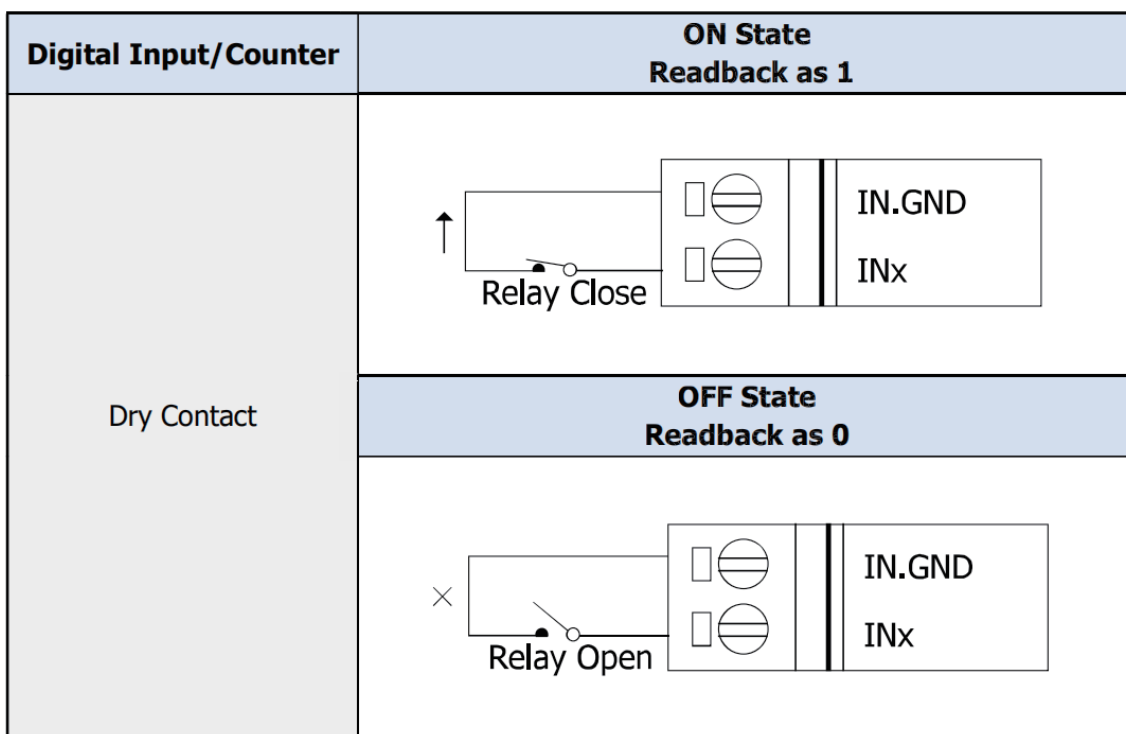 Digital Input/Counter
ON State
Readback as 1
Dry Contact
IN.GND
INx
Relay Close
OFF State
Readback as 0
IN.GND
INx
Relay Open